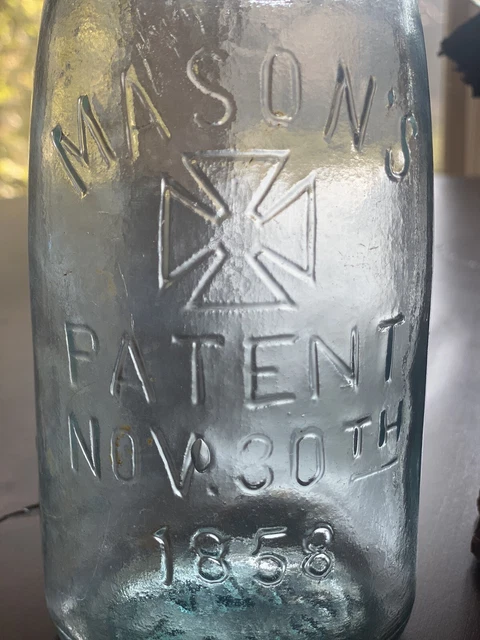 MASON'S
PATENT
NOV. 30TH
1858